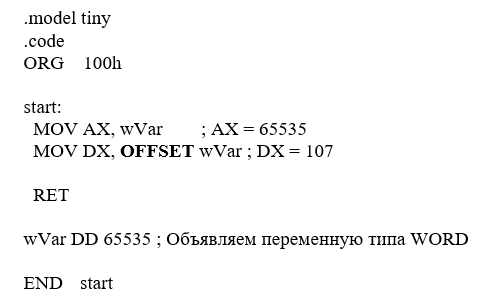 .model tiny
.code
ORG    100h
start:
MOV AX, wVar        ; AX = 65535
MOV DX, OFFSET wVar ; DX = 107
RET
wVar DD 65535 ; Объявляем переменную типа WORD
END    start